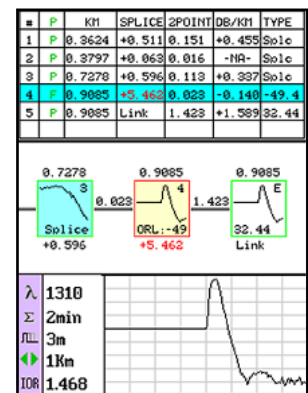 # P KM SPLICE 2POINT DB/KM TYPE
1 P 0.3624 +0.511 0.151 +0.455 Splc
2 P 0.3797 +0.063 0.016 -NA- Splc
3 P 0.7278 +0.596 0.113 +0.337 Splc
4 F 0.9085 +5.462 0.023 -0.140 -49.4
5 P 0.9085 Link 1.423 +1.589 32.44
0.7278 0.9085 0.9085
3 4 E
0.023 1.423
Splice ORL:-49 32.44
+0.596 +5.462 Link
λ 1310
Σ 2min
3m
1Km
IOR 1.468